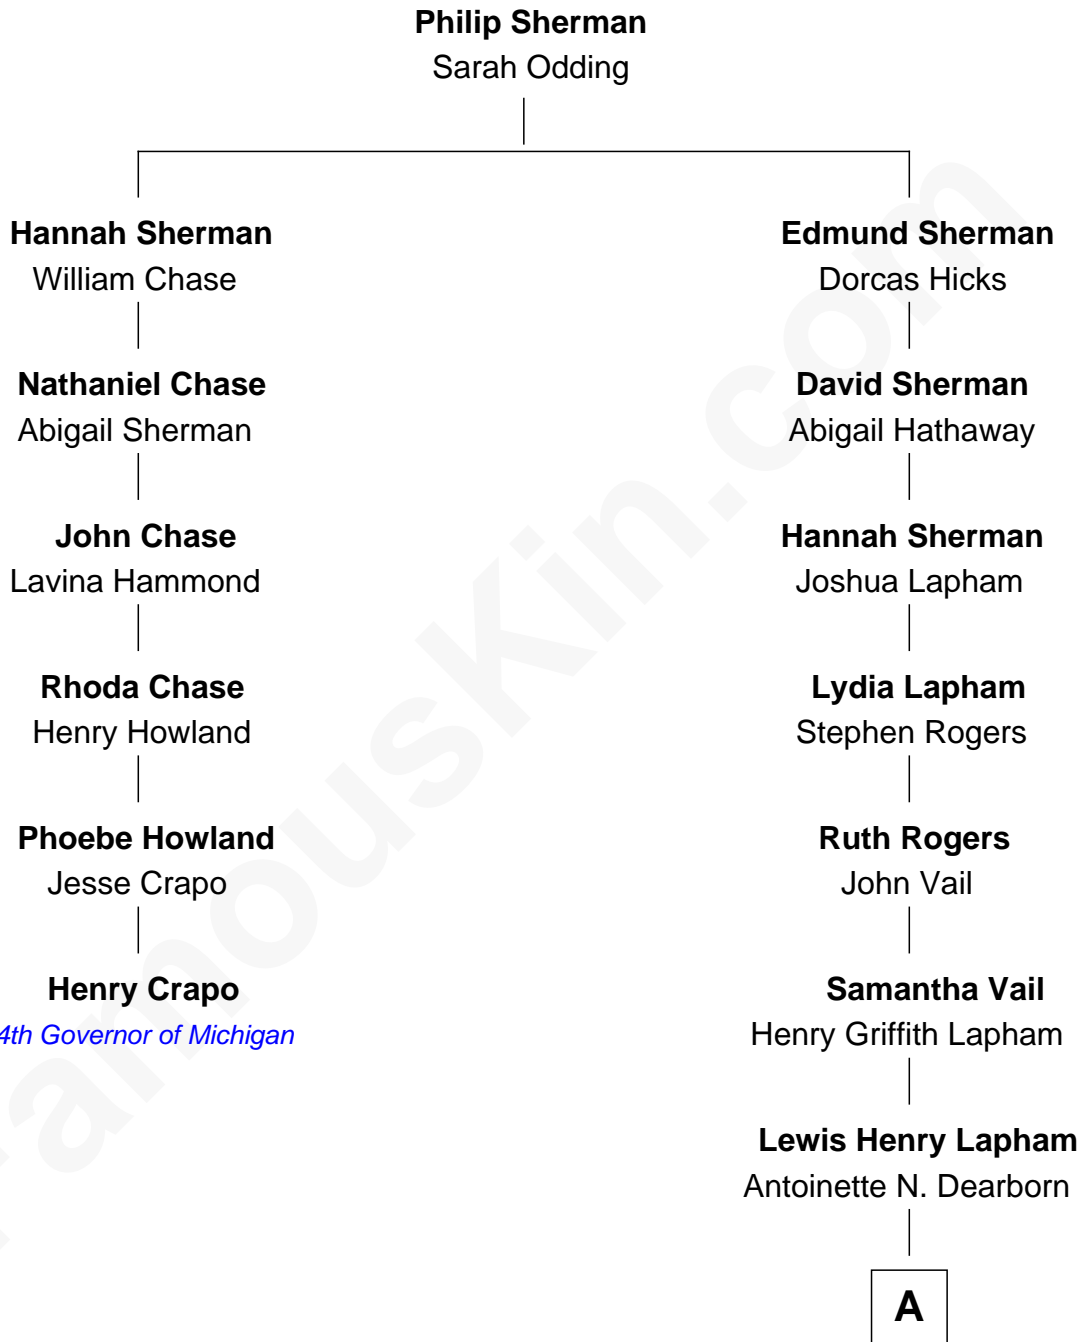 Philip Sherman
Sarah Odding
Hannah Sherman
William Chase
Nathaniel Chase
Abigail Sherman
John Chase
Lavina Hammond
Rhoda Chase
Henry Howland
Phoebe Howland
Jesse Crapo
Henry Crapo
4th Governor of Michigan
Edmund Sherman
Dorcas Hicks
David Sherman
Abigail Hathaway
Hannah Sherman
Joshua Lapham
Lydia Lapham
Stephen Rogers
Ruth Rogers
John Vail
Samantha Vail
Henry Griffith Lapham
Lewis Henry Lapham
Antoinette N. Dearborn
A
FamousKin.com